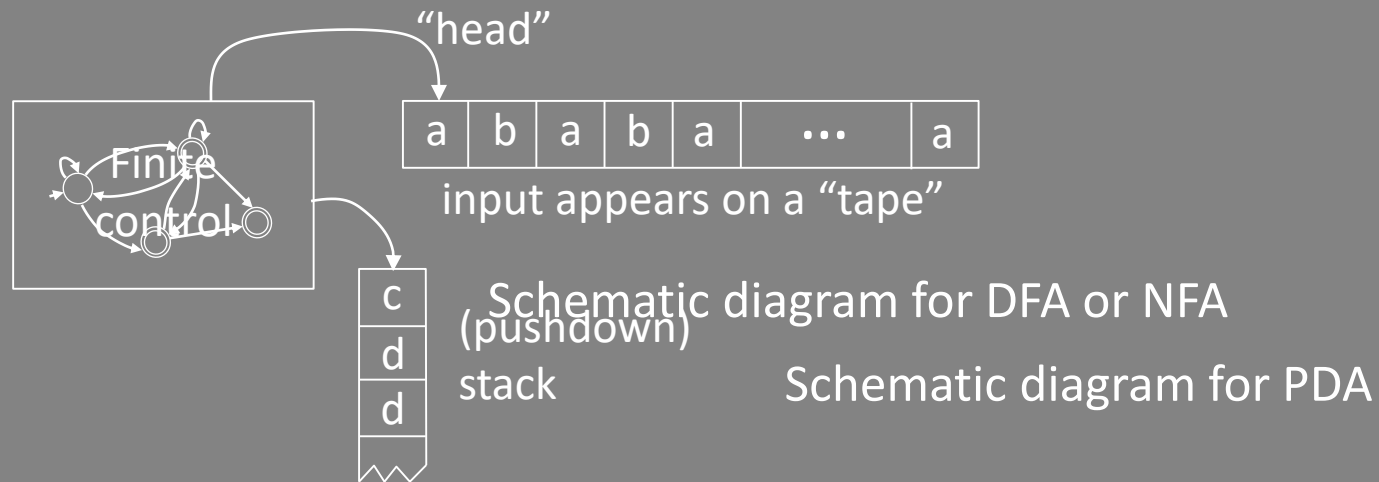 “head”
a b a b a ... a
input appears on a “tape”
Finite
control
c
d
d
(pushdown)
stack
Schematic diagram for DFA or NFA
Schematic diagram for PDA